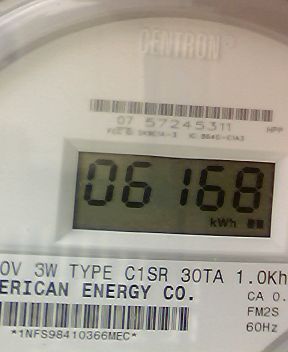 CENTRON®
07 57245311
HPP
06168
kWh
0V 3W TYPE C1SR 30TA 1.0Kh
ERICAN ENERGY CO.
CA 0.
FM2S
60Hz
*1NFS98410366MEC*